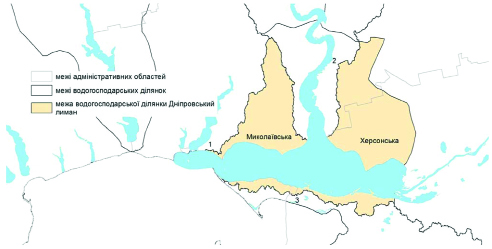 межі адміністративних областей
межі водогосподарських ділянок
межа водогосподарської ділянки Дніпровський
лиман
2
Миколаївська
Херсонська
1
3